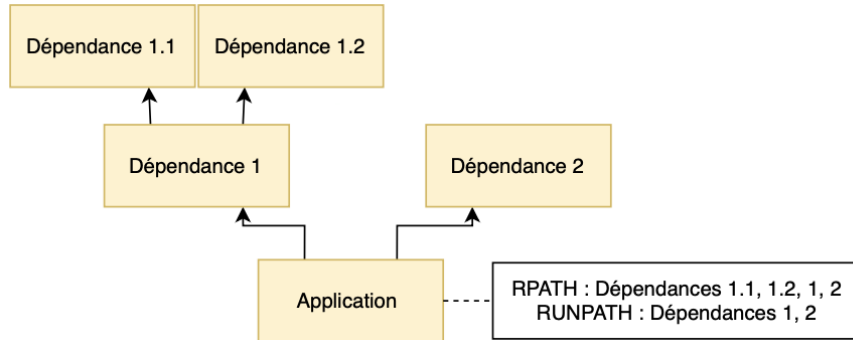 Dépendance 1.1
Dépendance 1.2
Dépendance 1
Dépendance 2
Application
RPATH : Dépendances 1.1, 1.2, 1, 2
RUNPATH : Dépendances 1, 2